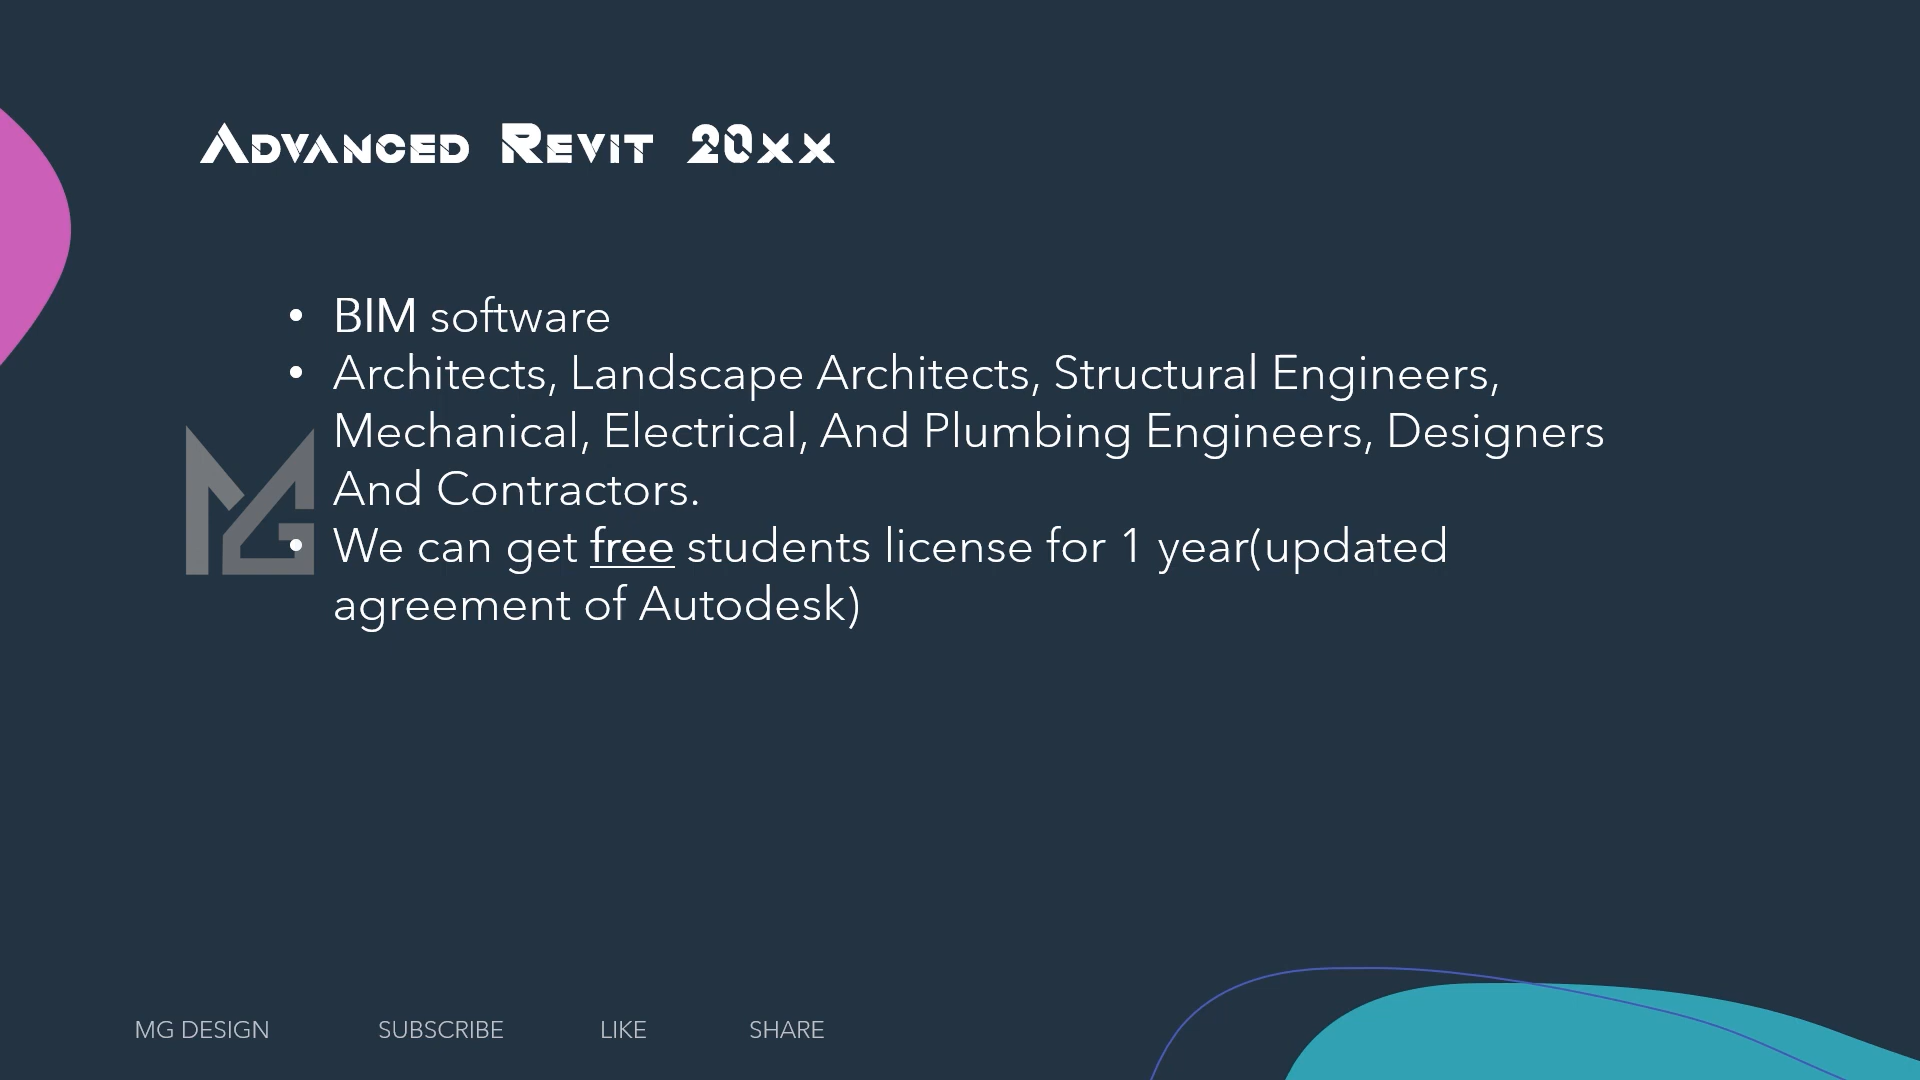 Advanced Revit 20xx
• BIM software
• Architects, Landscape Architects, Structural Engineers,
Mechanical, Electrical, And Plumbing Engineers, Designers
And Contractors.
MG
• We can get free students license for 1 year(updated
agreement of Autodesk)
MG DESIGN SUBSCRIBE LIKE SHARE